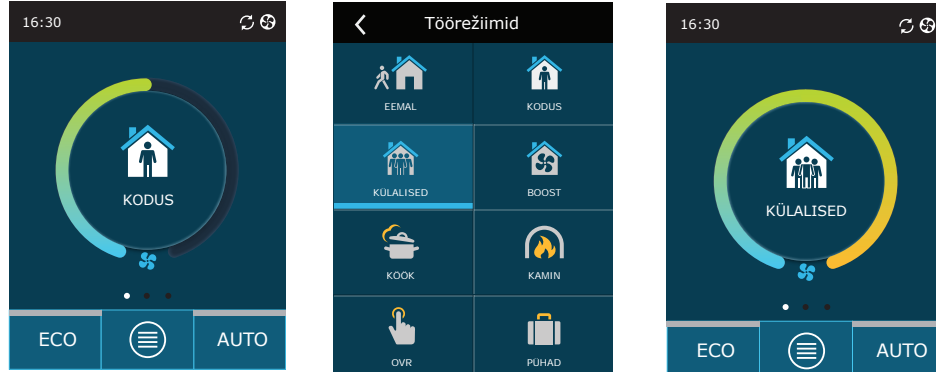 16:30
KODUS
ECO
AUTO
Töörežiimid
EEMAL
KODUS
KÜLALISED
BOOST
KÖÖK
KAMIN
OVR
PÜHAD
16:30
KÜLALISED
ECO
AUTO